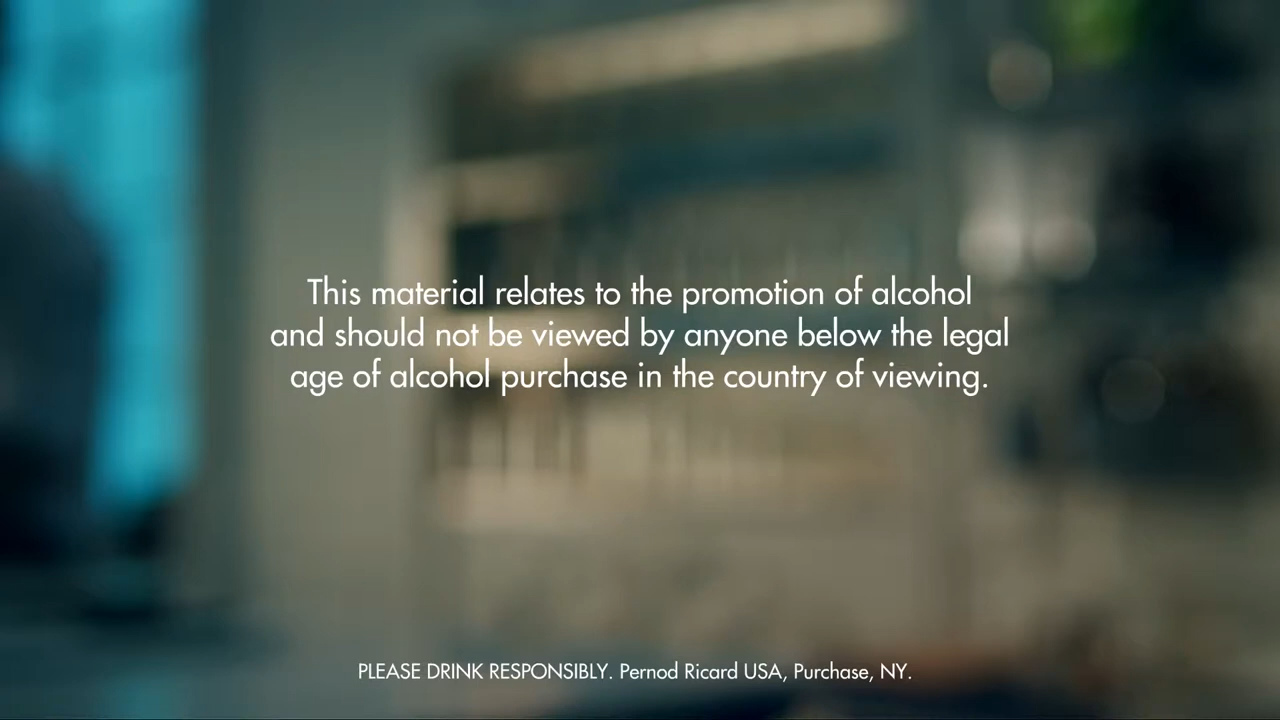 This material relates to the promotion of alcohol
and should not be viewed by anyone below the legal
age of alcohol purchase in the country of viewing.
PLEASE DRINK RESPONSIBLY. Pernod Ricard USA, Purchase, NY.